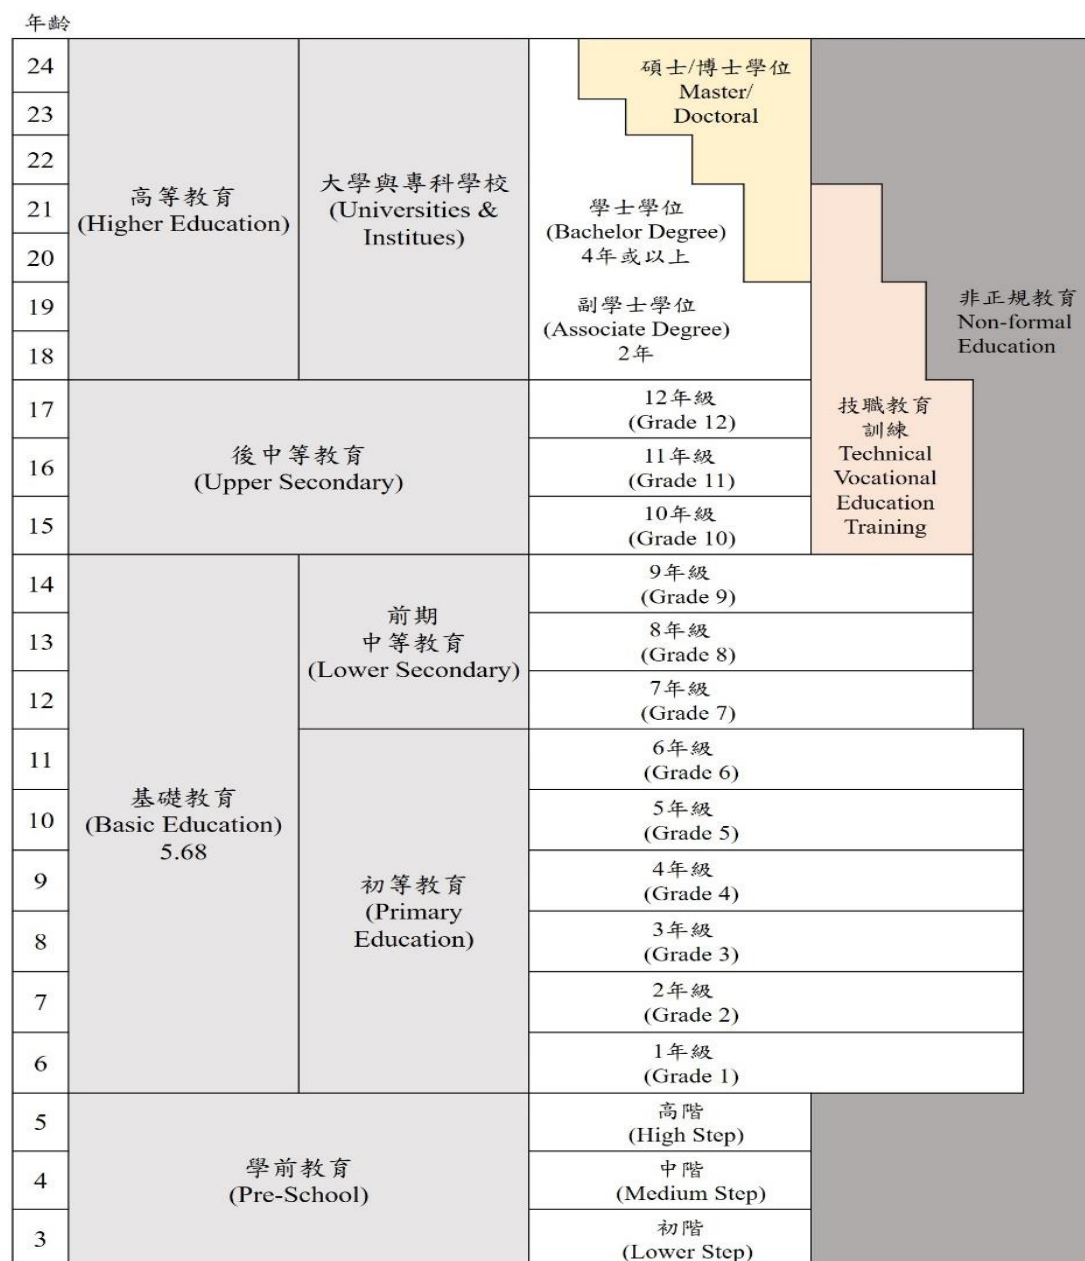 年齡
24
23
22
21
20
19
18
17
16
15
14
13
12
11
10
9
8
7
6
5
4
3
高等教育
(Higher Education)
大學與專科學校
(Universities &
Institues)
碩士/博士學位
Master/
Doctoral
學士學位
(Bachelor Degree)
4年或以上
副學士學位
(Associate Degree)
2年
非正規教育
Non-formal
Education
後中等教育
(Upper Secondary)
12年級
(Grade 12)
11年級
(Grade 11)
10年級
(Grade 10)
技職教育
訓練
Technical
Vocational
Education
Training
基礎教育
(Basic Education)
5.68
前期
中等教育
(Lower Secondary)
9年級
(Grade 9)
8年級
(Grade 8)
7年級
(Grade 7)
初等教育
(Primary
Education)
6年級
(Grade 6)
5年級
(Grade 5)
4年級
(Grade 4)
3年級
(Grade 3)
2年級
(Grade 2)
1年級
(Grade 1)
學前教育
(Pre-School)
高階
(High Step)
中階
(Medium Step)
初階
(Lower Step)